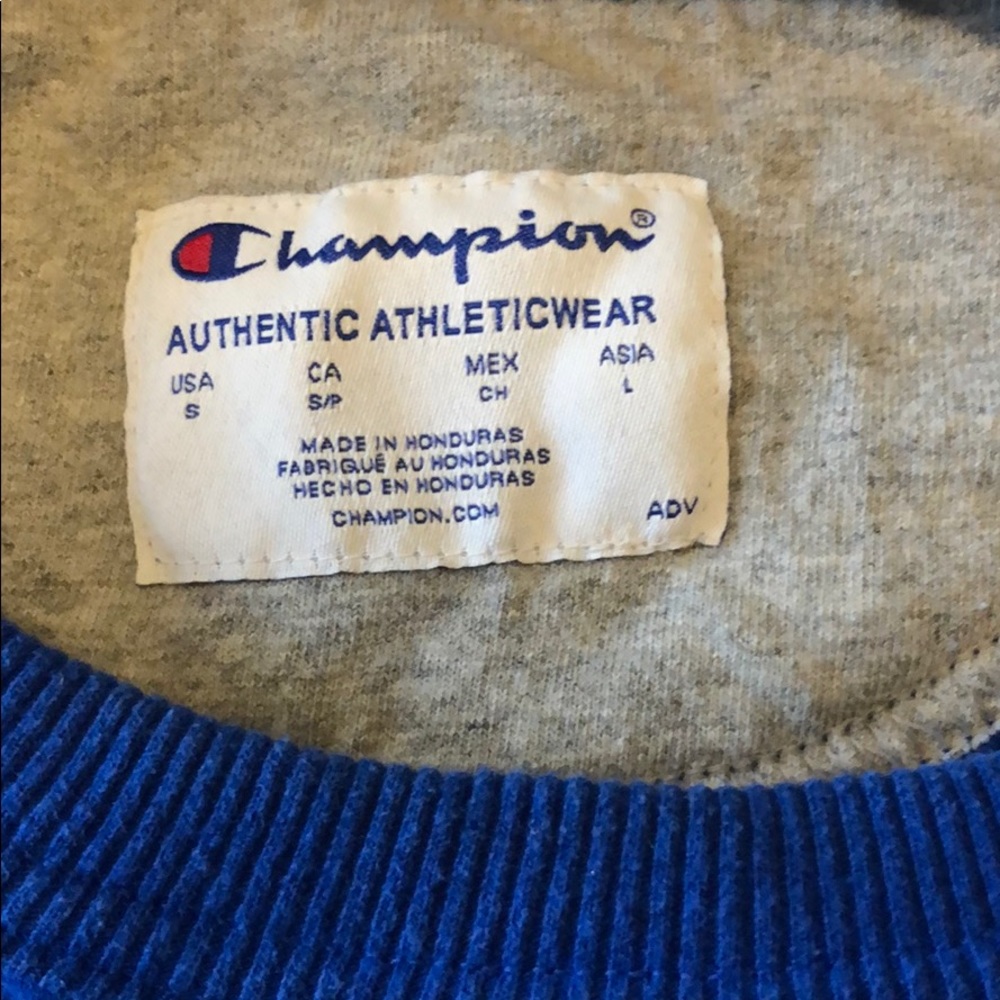 Champion®
AUTHENTIC ATHLETICWEAR
USA CA MEX ASIA
S S/P CH L
MADE IN HONDURAS
FABRIQUÉ AU HONDURAS
HECHO EN HONDURAS
CHAMPION.COM ADV